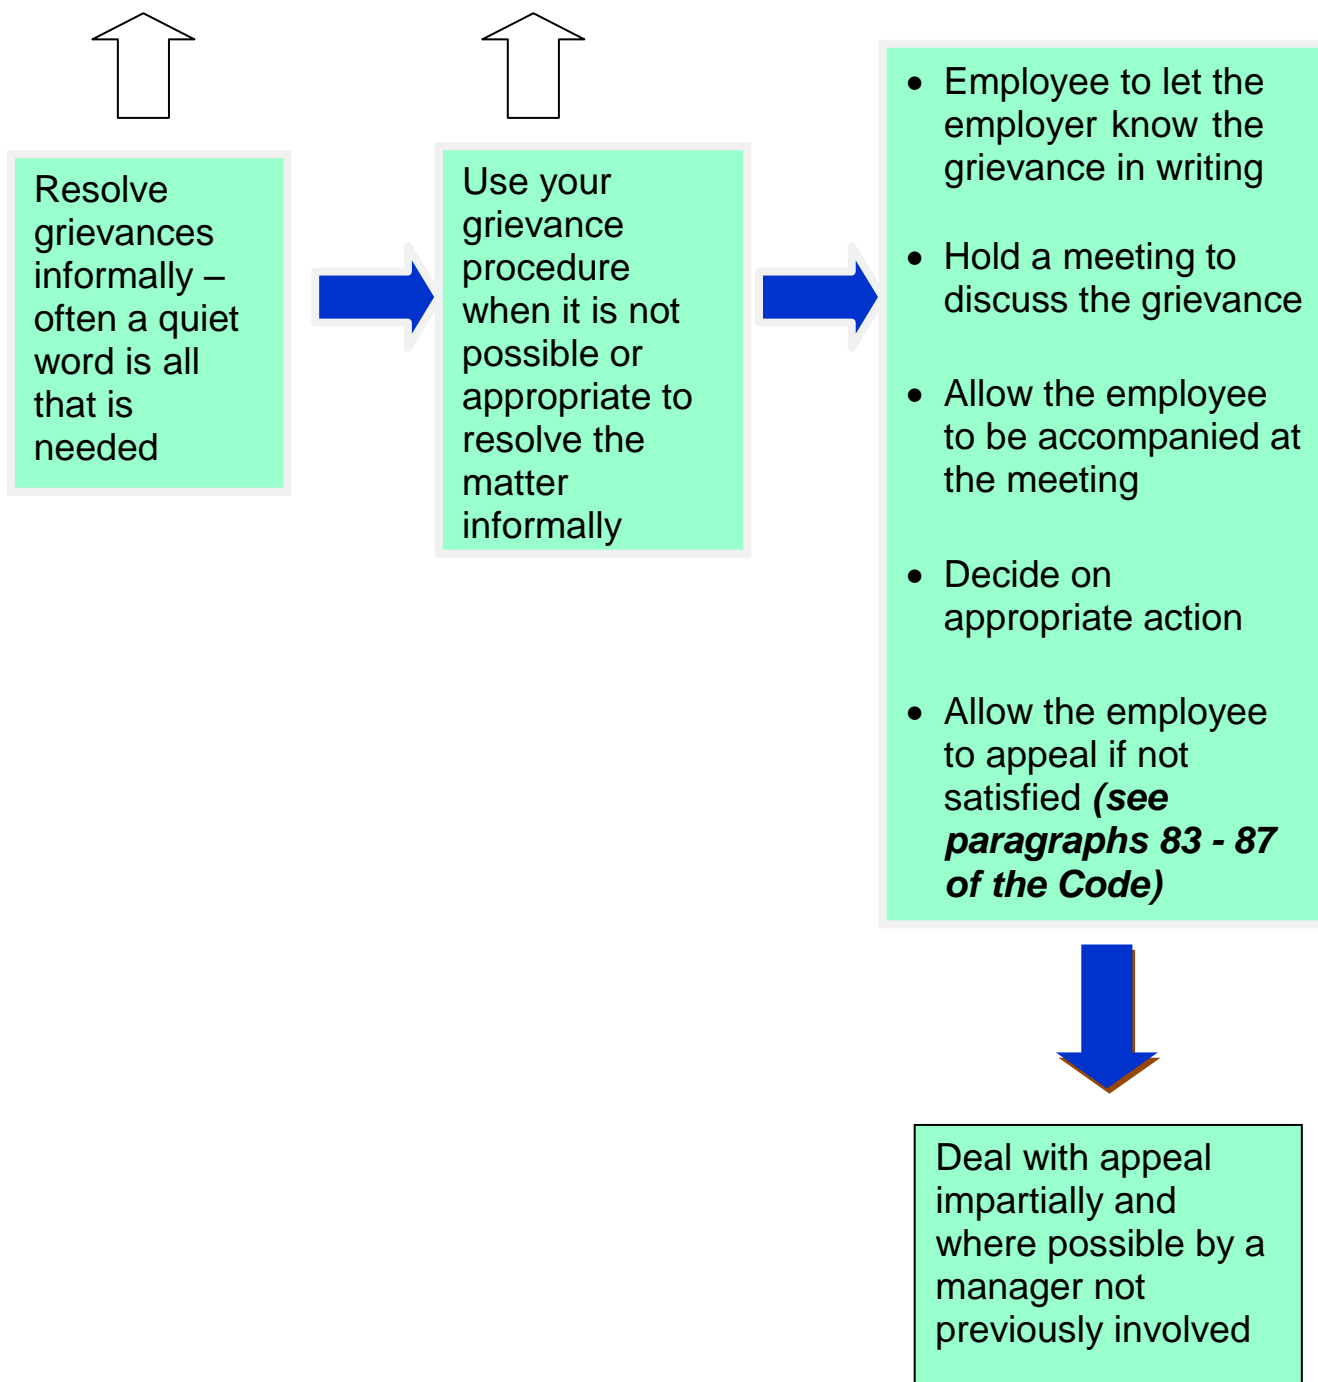 Resolve
grievances
informally –
often a quiet
word is all
that is
needed
Use your
grievance
procedure
when it is not
possible or
appropriate to
resolve the
matter
informally
• Employee to let the
employer know the
grievance in writing
• Hold a meeting to
discuss the grievance
• Allow the employee
to be accompanied at
the meeting
• Decide on
appropriate action
• Allow the employee
to appeal if not
satisfied (see
paragraphs 83 - 87
of the Code)
Deal with appeal
impartially and
where possible by a
manager not
previously involved